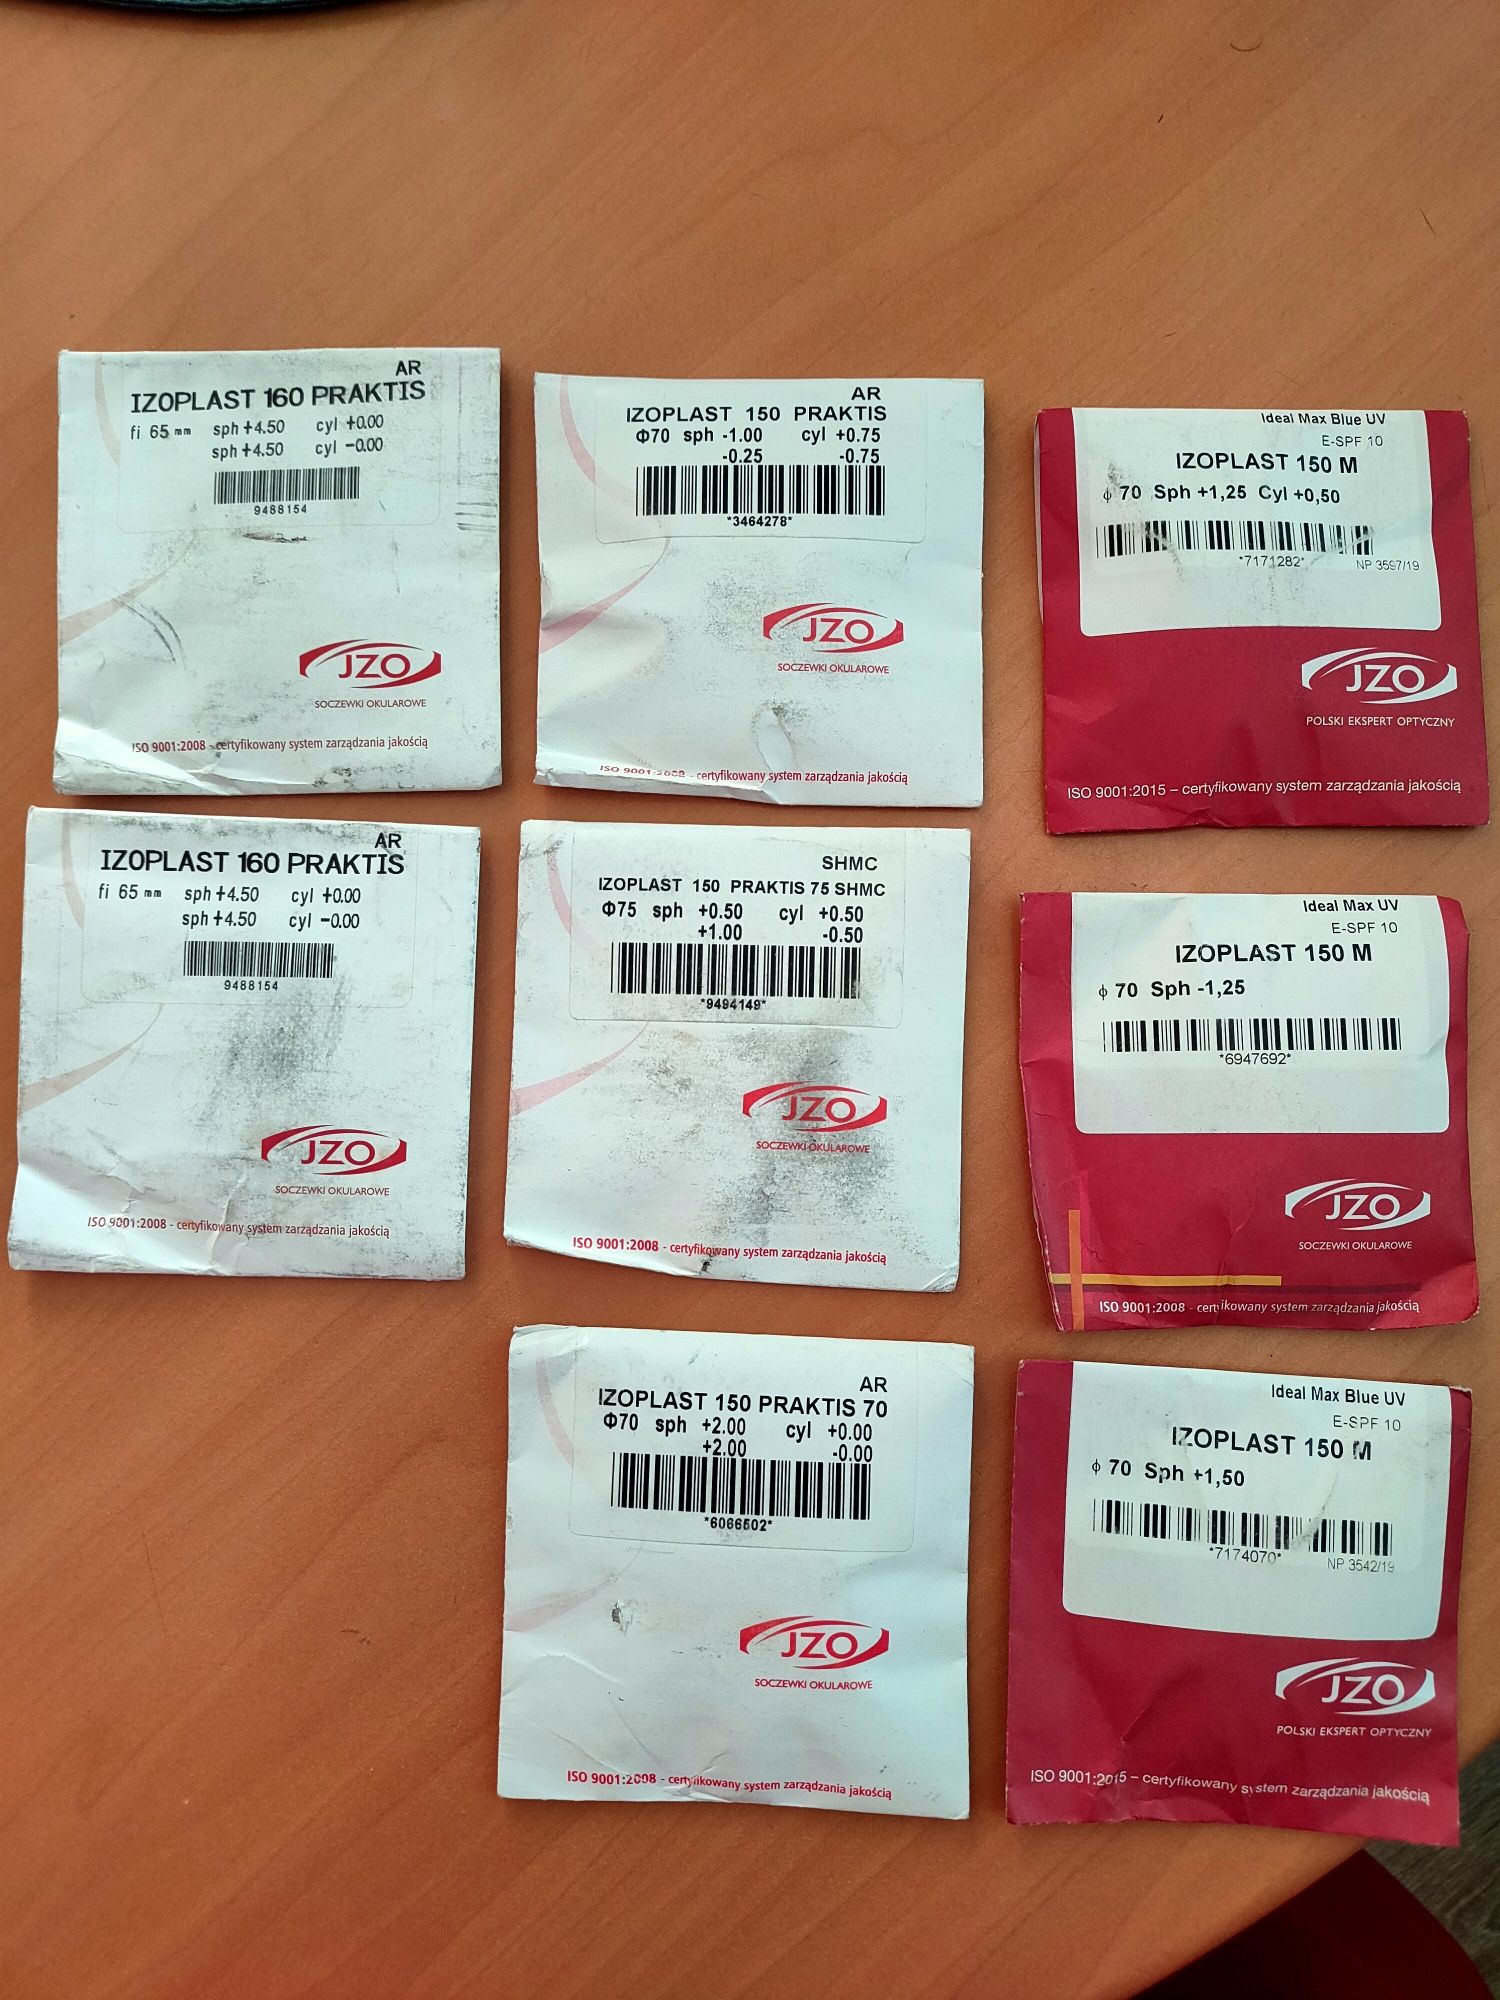 AR
IZOPLAST 160 PRAKTIS
fi 65 mm sph +4.50 cyl +0.00
sph +4.50 cyl -0.00
9488154
JZO
SOCZEWKI OKULAROWE
ISO 9001:2008 - certyfikowany system zarządzania jakością
AR
IZOPLAST 160 PRAKTIS
fi 65 mm sph +4.50 cyl +0.00
sph +4.50 cyl -0.00
9488154
JZO
SOCZEWKI OKULAROWE
ISO 9001:2008 - certyfikowany system zarządzania jakością
AR
IZOPLAST 150 PRAKTIS
Φ70 sph -1.00 cyl +0.75
-0.25 -0.75
*3464278*
JZO
SOCZEWKI OKULAROWE
ISO 9001:2008 - certyfikowany system zarządzania jakością
SHMC
IZOPLAST 150 PRAKTIS 75 SHMC
Φ75 sph +0.50 cyl +0.50
+1.00 -0.50
*9494149*
JZO
SOCZEWKI OKULAROWE
ISO 9001:2008 - certyfikowany system zarządzania jakością
AR
IZOPLAST 150 PRAKTIS 70
Φ70 sph +2.00 cyl +0.00
+2.00 -0.00
*6066502*
JZO
SOCZEWKI OKULAROWE
ISO 9001:2008 - certyfikowany system zarządzania jakością
Ideal Max Blue UV
E-SPF 10
IZOPLAST 150 M
ϕ 70 Sph +1,25 Cyl +0,50
*7171282*
NP 3597/19
JZO
POLSKI EKSPERT OPTYCZNY
ISO 9001:2015 – certyfikowany system zarządzania jakością
Ideal Max UV
E-SPF 10
IZOPLAST 150 M
ϕ 70 Sph -1,25
*6947692*
JZO
SOCZEWKI OKULAROWE
ISO 9001:2008 - certyfikowany system zarządzania jakością
Ideal Max Blue UV
E-SPF 10
IZOPLAST 150 M
ϕ 70 Sph +1,50
*7174070*
NP 3542/19
JZO
POLSKI EKSPERT OPTYCZNY
ISO 9001:2015 – certyfikowany system zarządzania jakością